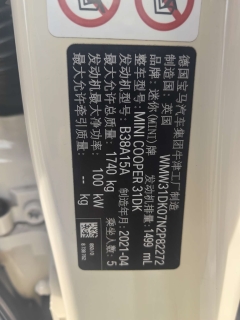 德国宝马汽车集团牛津工厂制造
WMW31DK07N2P82272
制造国: 英国
品牌: 迷你(MINI)牌 发动机排量: 1499 mL
整车型号: MINI COOPER 31DK
发动机型号: B38A15A 制造年月: 2021-04
最大允许总质量: 1740 kg 乘坐人数: 5
发动机最大净功率: 100 kW
最大允许牵引质量: -- kg